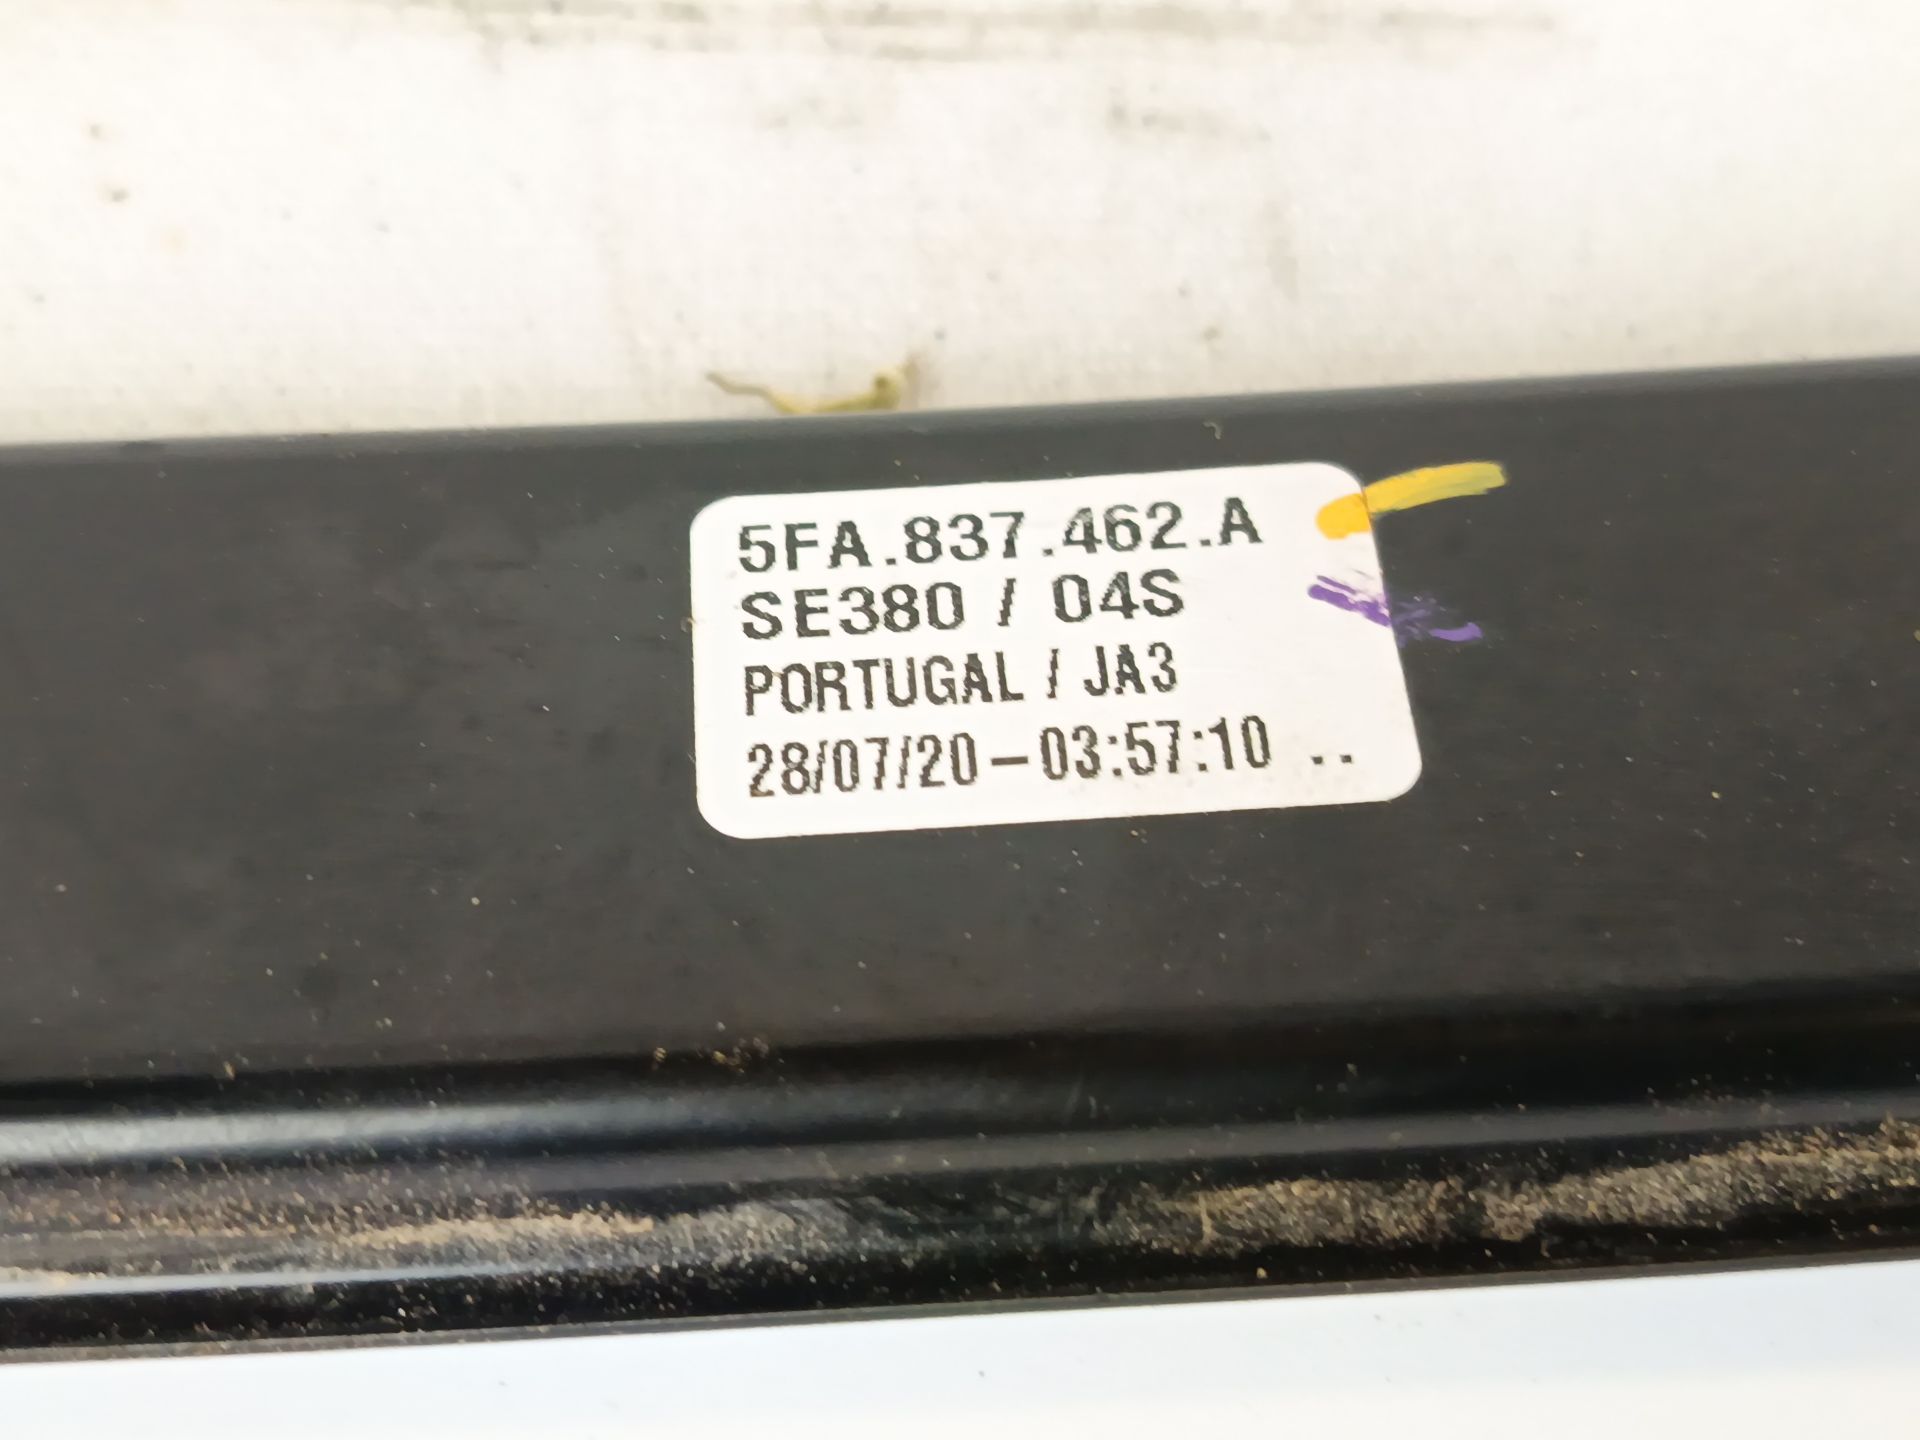 5FA.837.462.A
SE380 / 04S
PORTUGAL / JA3
28/07/20-03:57:10 ..